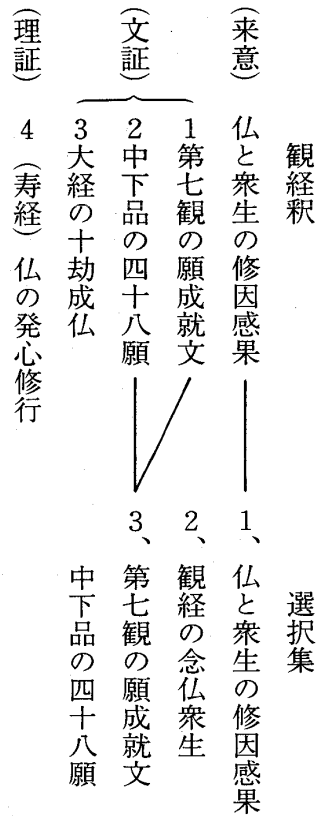 観経釈　選択集
（来意）　仏と衆生の修因感果　1、仏と衆生の修因感果
1第七観の願成就文　2、観経の念仏衆生
（文証）　2中下品の四十八願　3、第七観の願成就文
3大経の十劫成仏　中下品の四十八願
（理証）　4（寿経）仏の発心修行